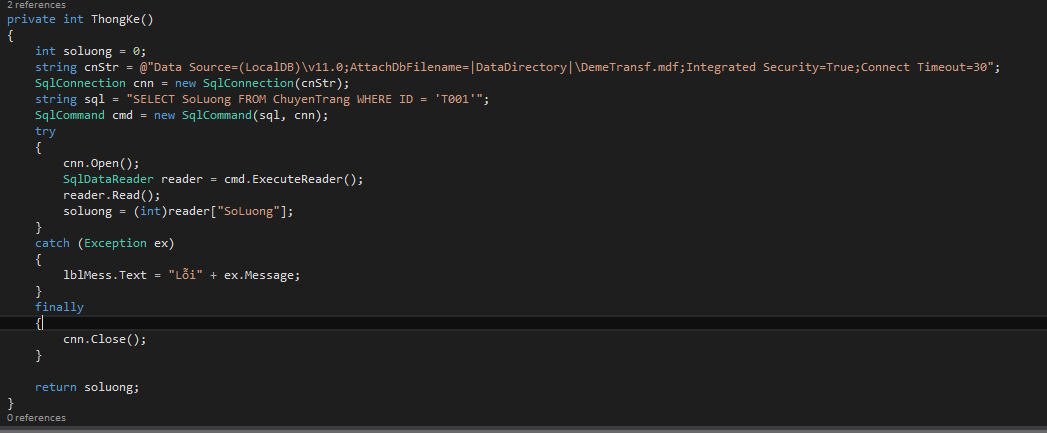 2 references
private int ThongKe()
{
int soluong = 0;
string cnStr = @"Data Source=(LocalDB)\v11.0;AttachDbFilename=|DataDirectory|\DemeTransf.mdf;Integrated Security=True;Connect Timeout=30";
SqlConnection cnn = new SqlConnection(cnStr);
string sql = "SELECT SoLuong FROM ChuyenTrang WHERE ID = 'T001'";
SqlCommand cmd = new SqlCommand(sql, cnn);
try
{
cnn.Open();
SqlDataReader reader = cmd.ExecuteReader();
reader.Read();
soluong = (int)reader["SoLuong"];
}
catch (Exception ex)
{
lblMess.Text = "Lỗi" + ex.Message;
}
finally
{
cnn.Close();
}
return soluong;
}
0 references